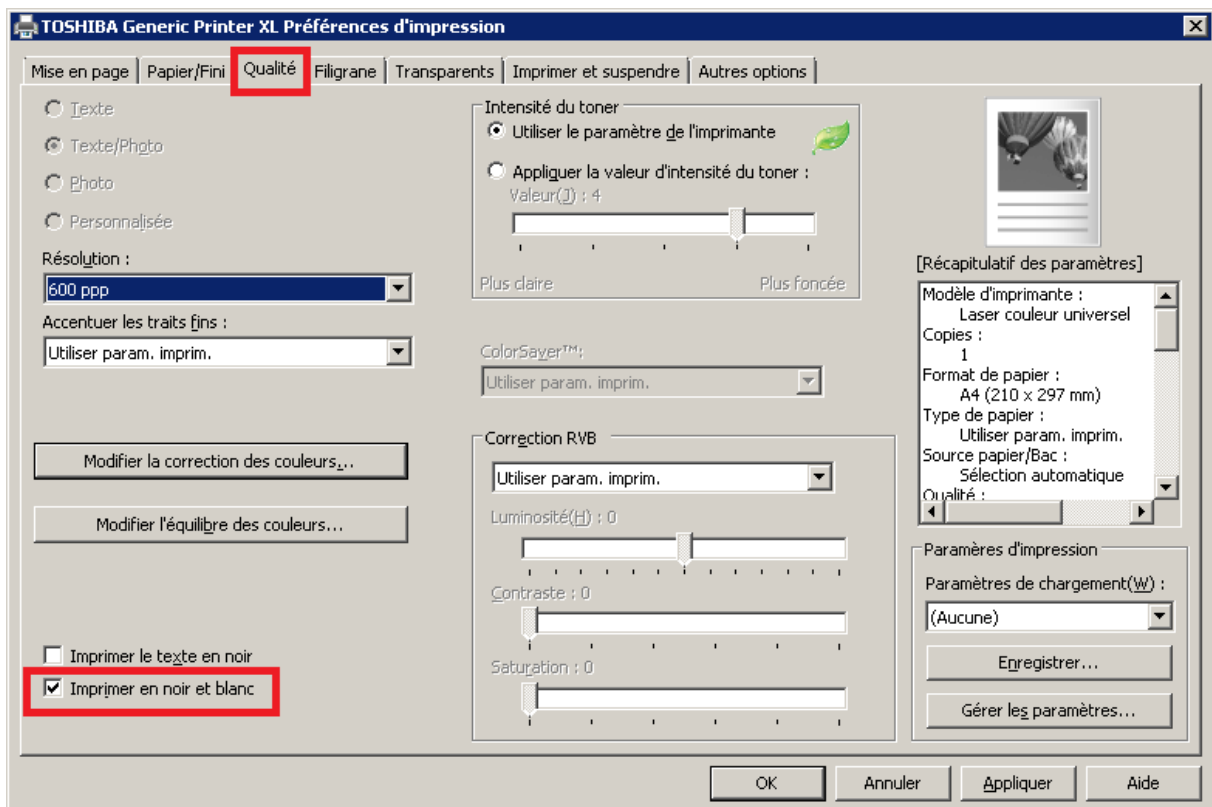 TOSHIBA Generic Printer XL Préférences d'impression
Mise en page
Papier/Fini
Qualité
Filigrane
Transparents
Imprimer et suspendre
Autres options
Texte
Texte/Photo
Photo
Personnalisée
Résolution :
600 ppp
Accentuer les traits fins :
Utiliser param. imprim.
Modifier la correction des couleurs...
Modifier l'équilibre des couleurs...
Imprimer le texte en noir
Imprimer en noir et blanc
Intensité du toner
Utiliser le paramètre de l'imprimante
Appliquer la valeur d'intensité du toner :
Valeur(J) : 4
Plus claire
Plus foncée
ColorSaver™:
Utiliser param. imprim.
Correction RVB
Utiliser param. imprim.
Luminosité(H) : 0
Contraste : 0
Saturation : 0
[Récapitulatif des paramètres]
Modèle d'imprimante :
Laser couleur universel
Copies :
1
Format de papier :
A4 (210 x 297 mm)
Type de papier :
Utiliser param. imprim.
Source papier/Bac :
Sélection automatique
Qualité :
Paramères d'impression
Paramètres de chargement(W) :
(Aucune)
Enregistrer...
Gérer les paramètres...
OK
Annuler
Appliquer
Aide